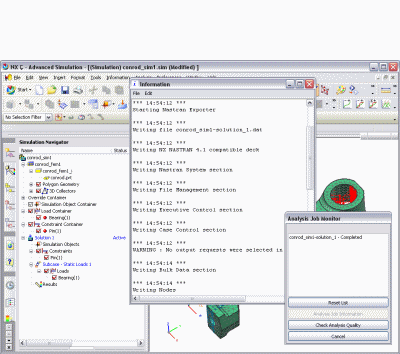 NX 5 - Advanced Simulation - [(Simulation) conrod_sim1.sim (Modified) ]
File Edit View Insert Format Tools
Start
No Selection Filter
Simulation Navigator
Name Status
conrod_sim1
conrod_fem1
conrod_fem1_i
conrod.prt
Polygon Geometry
3D Collectors
Override Container
Simulation Object Container
Load Container
Bearing(1)
Constraint Container
Pin(1)
Solution 1 Active
Simulation Objects
Constraints
Pin(1)
Subcase - Static Loads 1
Loads
Bearing(1)
Results
Information
File Edit
*** 14:54:12 ***
Starting Nastran Exporter
*** 14:54:12 ***
Writing file conrod_sim1-solution_1.dat
*** 14:54:12 ***
Writing NX NASTRAN 4.1 compatible deck
*** 14:54:12 ***
Writing Nastran System section
*** 14:54:12 ***
Writing File Management section
*** 14:54:12 ***
Writing Executive Control section
*** 14:54:12 ***
Writing Case Control section
*** 14:54:12 ***
WARNING : No output requests were selected in
*** 14:54:14 ***
Writing Bulk Data section
*** 14:54:14 ***
Writing Nodes
Analysis Job Monitor
conrod_sim1-solution_1 - Completed
Reset List
Analysis Job Information
Check Analysis Quality
Cancel